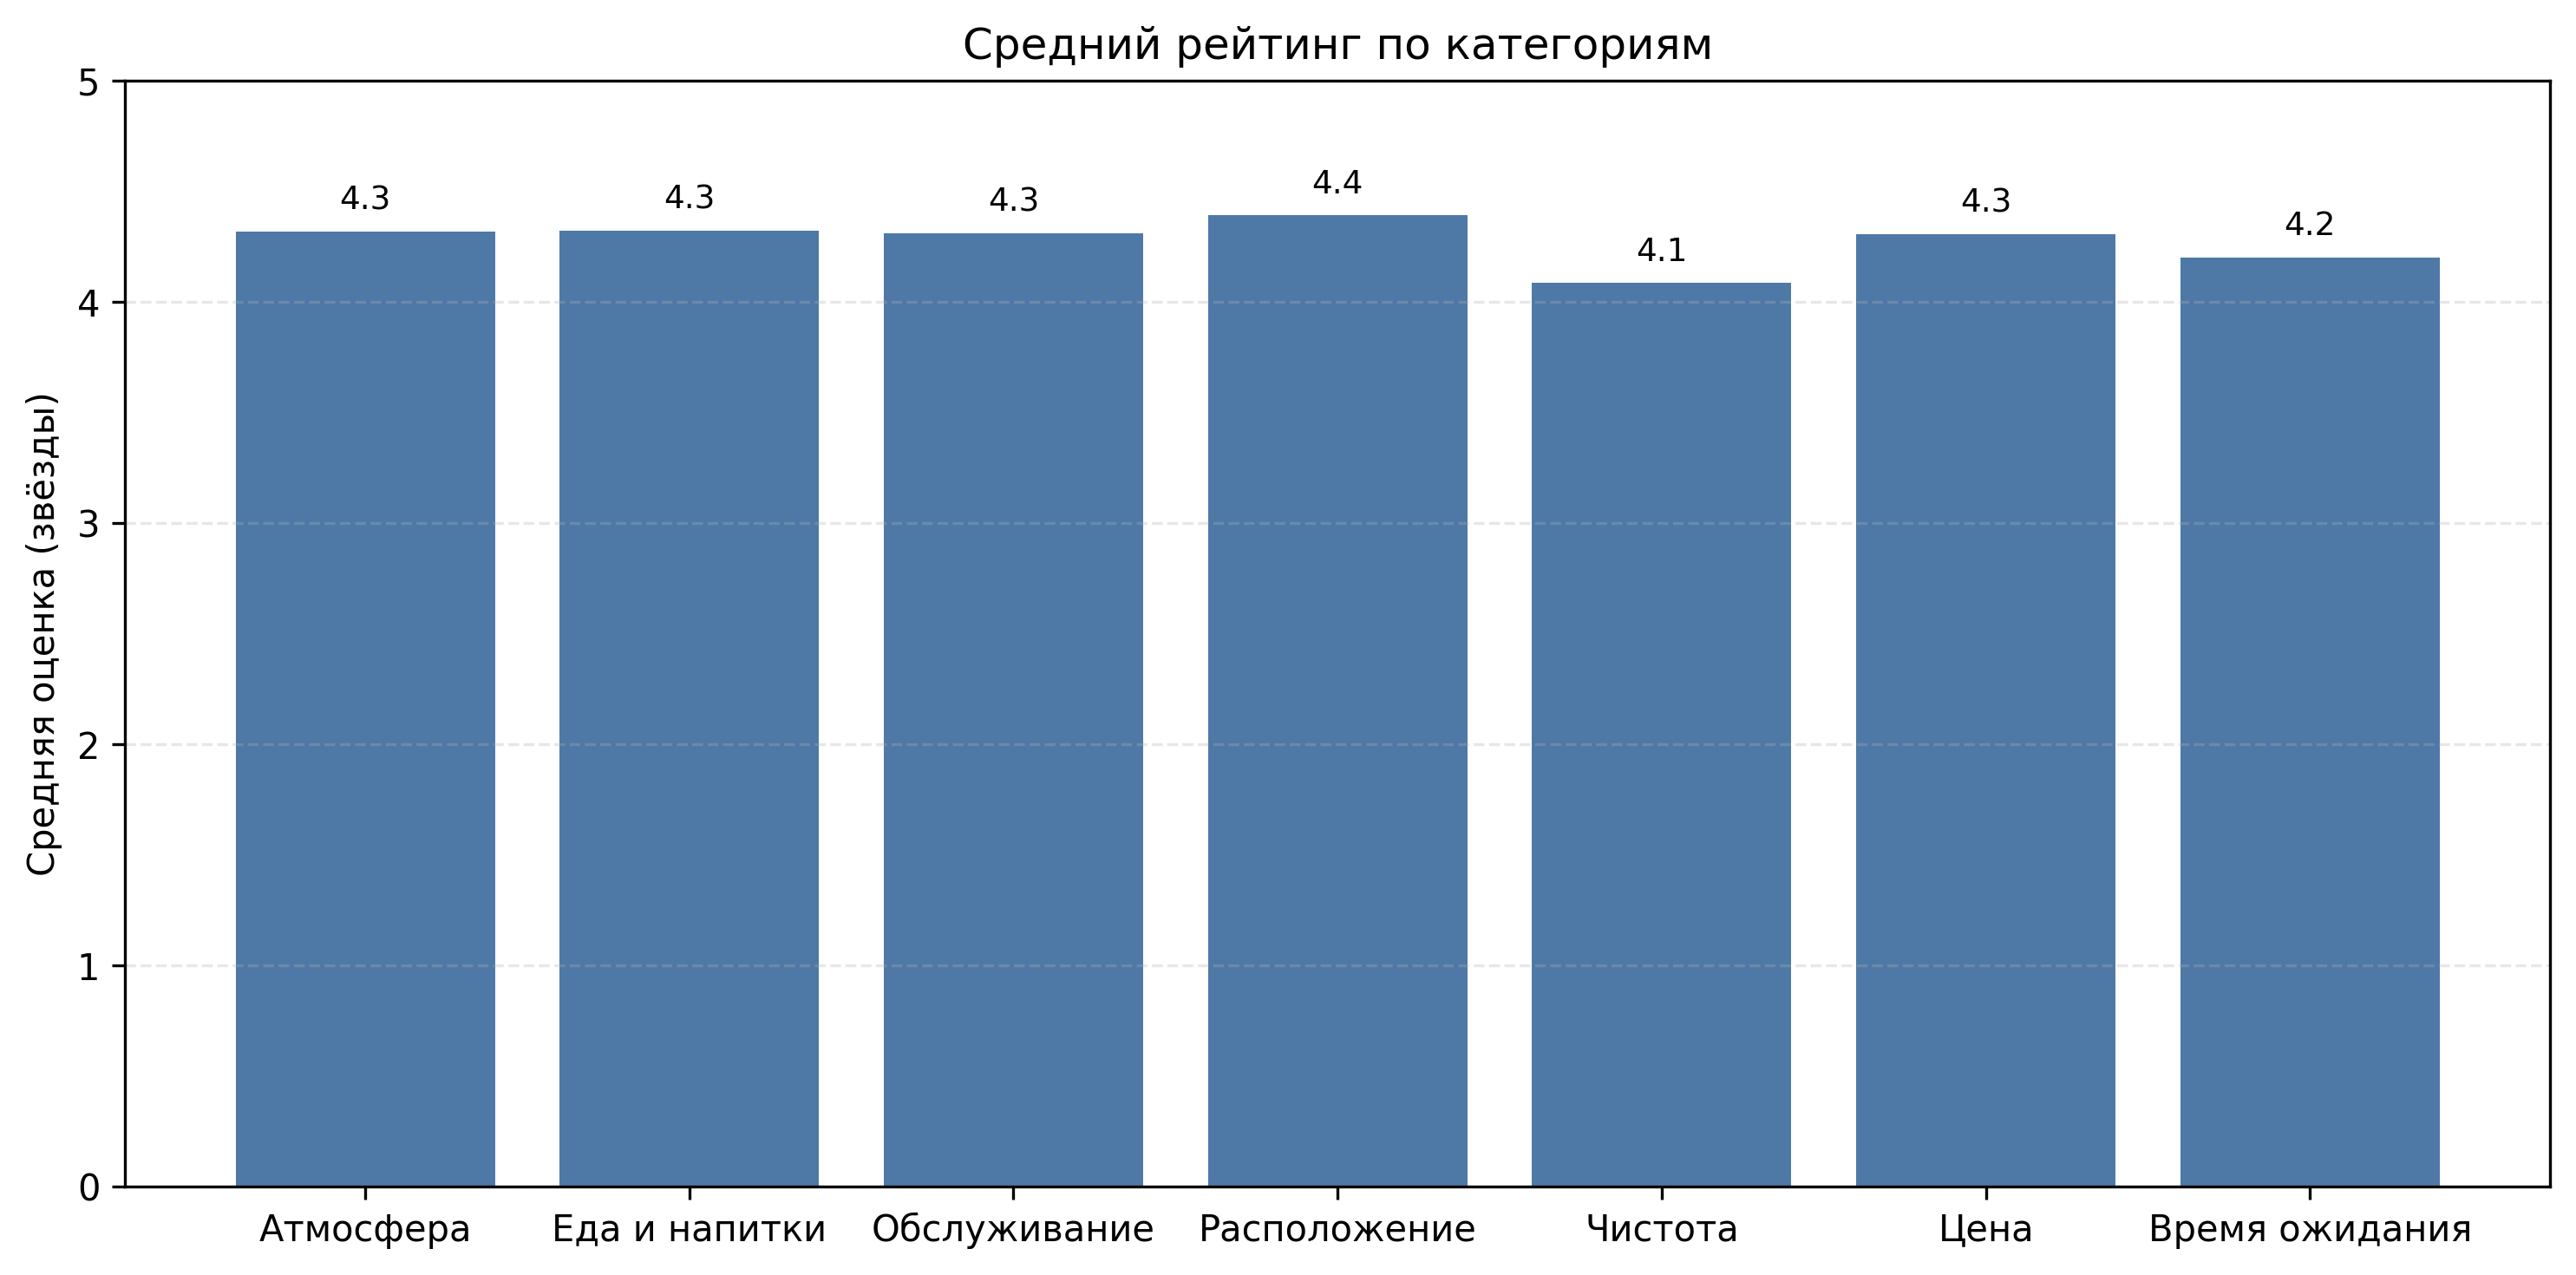 Средний рейтинг по категориям
Средняя оценка (звёзды)
5
4
3
2
1
0
4.3
4.3
4.3
4.4
4.1
4.3
4.2
Атмосфера
Еда и напитки
Обслуживание
Расположение
Чистота
Цена
Время ожидания